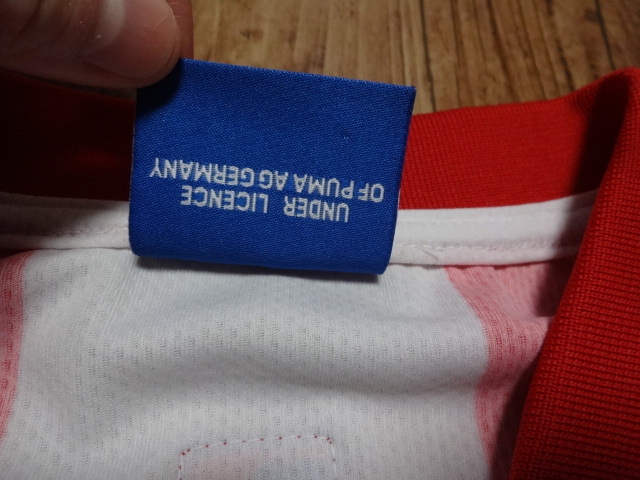 UNDER LICENCE
OF PUMA AG GERMANY